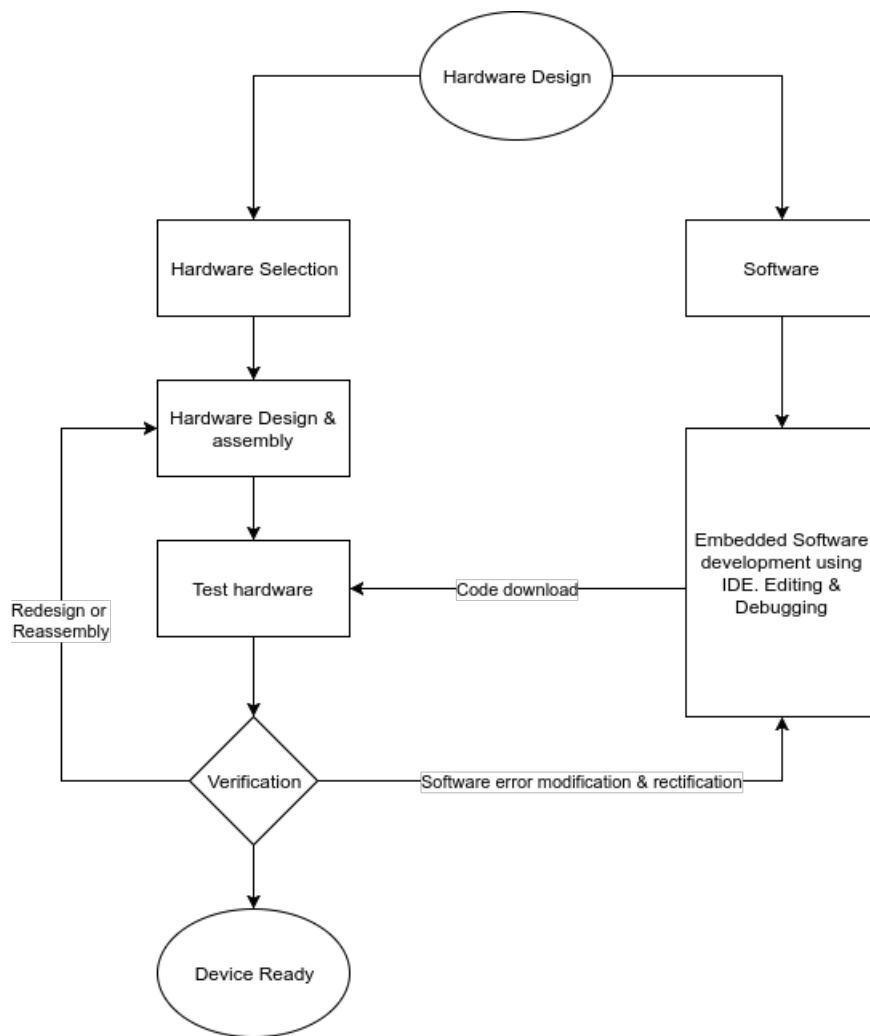 Hardware Design
Hardware Selection
Software
Hardware Design &
assembly
Embedded Software
development using
IDE. Editing &
Debugging
Test hardware
Code download
Redesign or
Reassembly
Verification
Software error modification & rectification
Device Ready